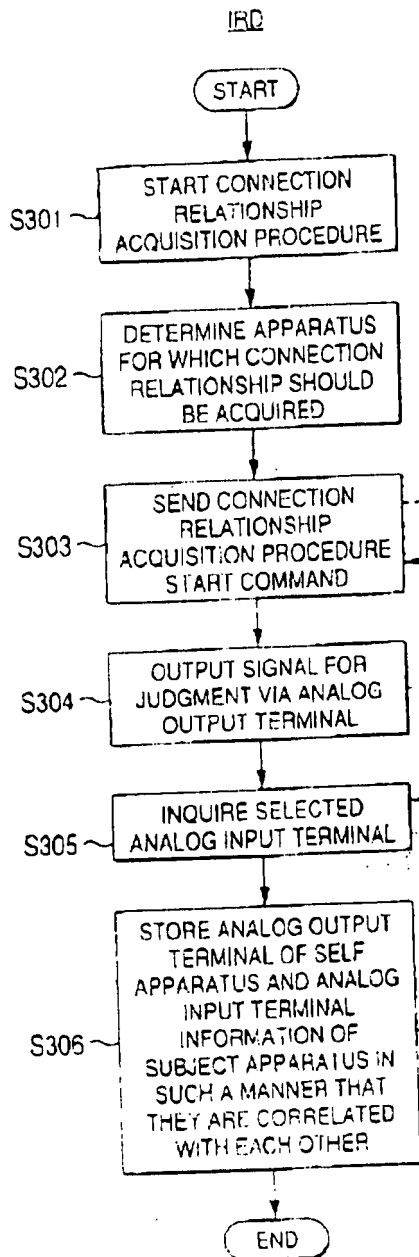 IRD
START
S301
START CONNECTION
RELATIONSHIP
ACQUISITION PROCEDURE
S302
DETERMINE APPARATUS
FOR WHICH CONNECTION
RELATIONSHIP SHOULD
BE ACQUIRED
S303
SEND CONNECTION
RELATIONSHIP
ACQUISITION PROCEDURE
START COMMAND
S304
OUTPUT SIGNAL FOR
JUDGMENT VIA ANALOG
OUTPUT TERMINAL
S305
INQUIRE SELECTED
ANALOG INPUT TERMINAL
S306
STORE ANALOG OUTPUT
TERMINAL OF SELF
APPARATUS AND ANALOG
INPUT TERMINAL
INFORMATION OF
SUBJECT APPARATUS IN
SUCH A MANNER THAT
THEY ARE CORRELATED
WITH EACH OTHER
END